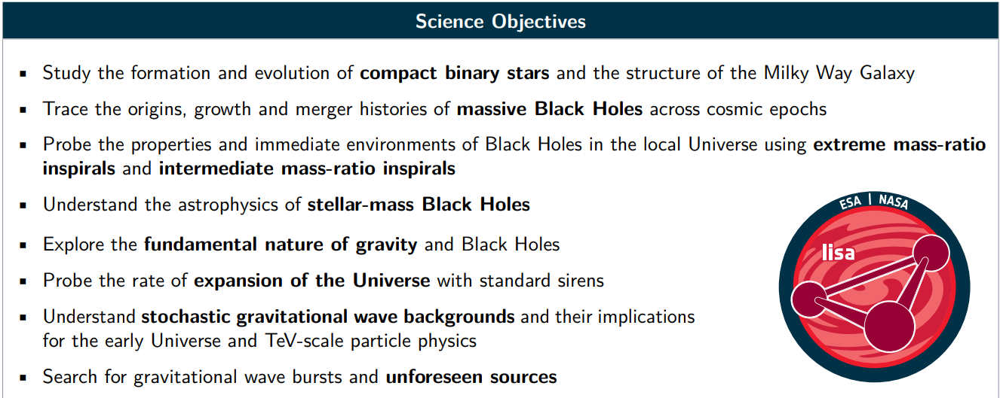 Science Objectives
▪ Study the formation and evolution of compact binary stars and the structure of the Milky Way Galaxy
▪ Trace the origins, growth and merger histories of massive Black Holes across cosmic epochs
▪ Probe the properties and immediate environments of Black Holes in the local Universe using extreme mass-ratio
inspirals and intermediate mass-ratio inspirals
▪ Understand the astrophysics of stellar-mass Black Holes
▪ Explore the fundamental nature of gravity and Black Holes
▪ Probe the rate of expansion of the Universe with standard sirens
▪ Understand stochastic gravitational wave backgrounds and their implications
for the early Universe and TeV-scale particle physics
▪ Search for gravitational wave bursts and unforeseen sources
ESA | NASA
lisa